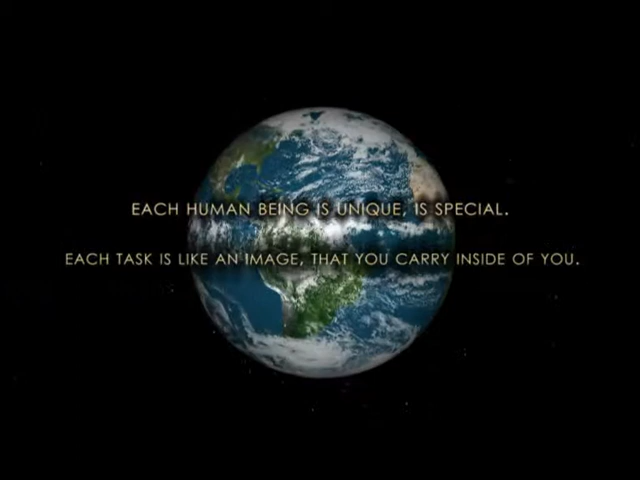 EACH HUMAN BEING IS UNIQUE, IS SPECIAL.
EACH TASK IS LIKE AN IMAGE, THAT YOU CARRY INSIDE OF YOU.